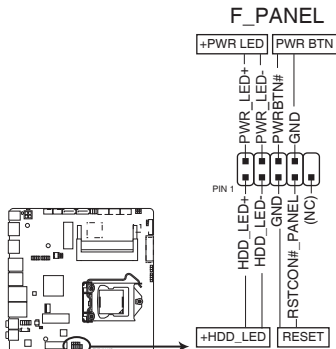 F_PANEL
+PWR LED PWR BTN
PWR_LED+
PWR_LED-
PWRBTN#
GND
PIN 1
HDD_LED+
HDD_LED-
GND
RSTCON#_PANEL
(NC)
+HDD_LED RESET